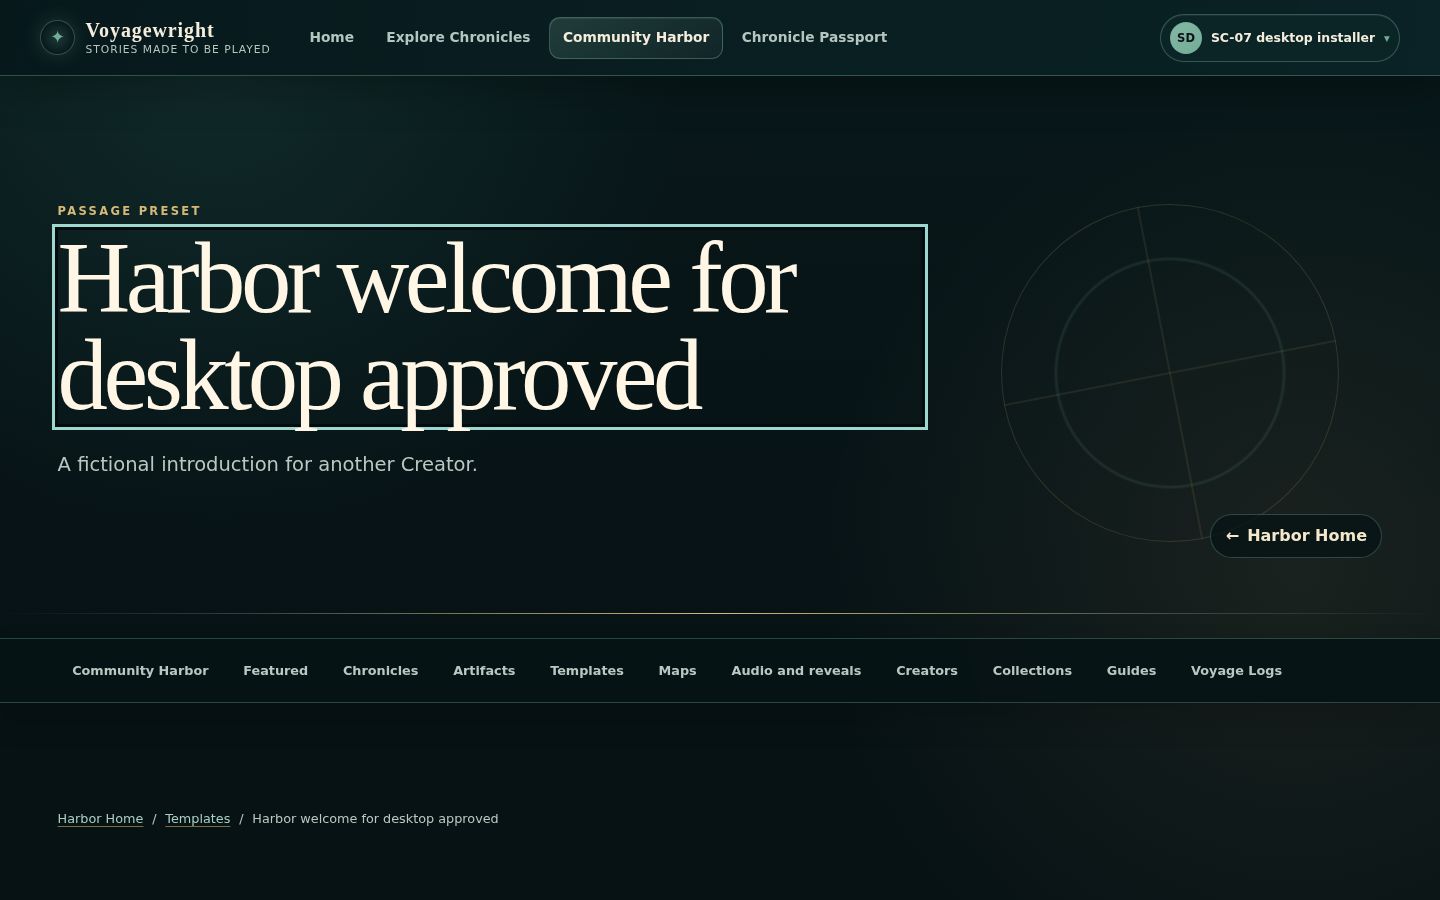 Voyagewright
STORIES MADE TO BE PLAYED
Home
Explore Chronicles
Community Harbor
Chronicle Passport
SD
SC-07 desktop installer ▾
PASSAGE PRESET
Harbor welcome for
desktop approved
A fictional introduction for another Creator.
← Harbor Home
Community Harbor
Featured
Chronicles
Artifacts
Templates
Maps
Audio and reveals
Creators
Collections
Guides
Voyage Logs
Harbor Home / Templates / Harbor welcome for desktop approved